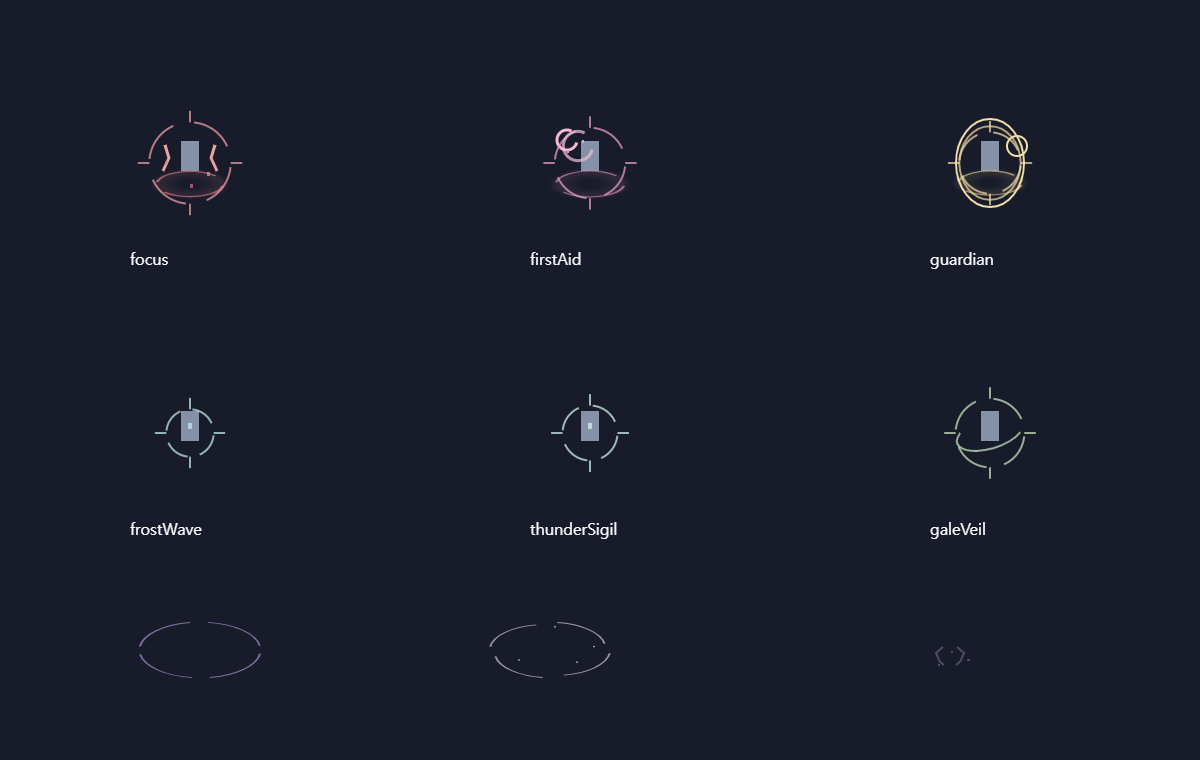 focus
firstAid
guardian
frostWave
thunderSigil
galeVeil